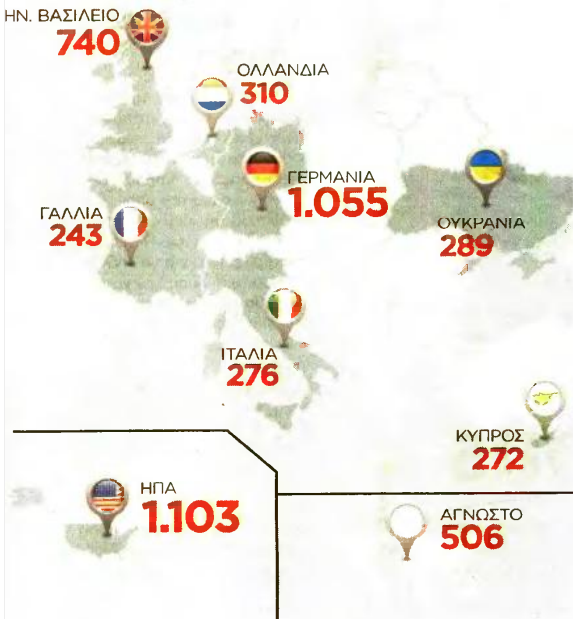 ΗΝ. ΒΑΣΙΛΕΙΟ
740
ΟΛΛΑΝΔΙΑ
310
ΓΕΡΜΑΝΙΑ
1.055
ΓΑΛΛΙΑ
243
ΟΥΚΡΑΝΙΑ
289
ΙΤΑΛΙΑ
276
ΚΥΠΡΟΣ
272
ΗΠΑ
1.103
ΑΓΝΩΣΤΟ
506